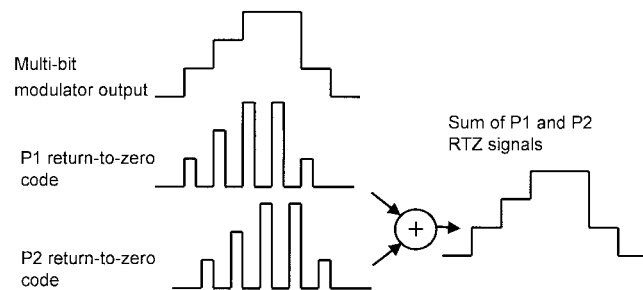 Multi-bit
modulator output
P1 return-to-zero
code
P2 return-to-zero
code
Sum of P1 and P2
RTZ signals
+